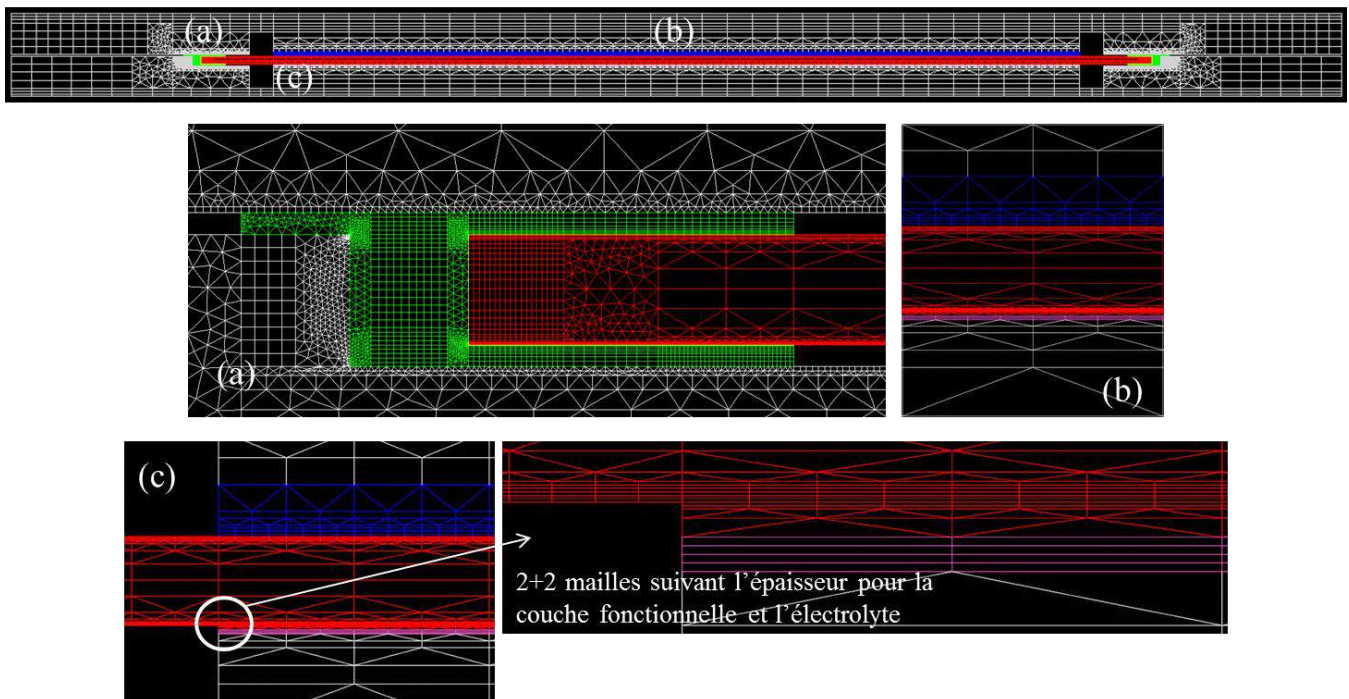 (a)
(b)
(c)
(a)
(b)
(c)
2+2 mailles suivant l'épaisseur pour la
couche fonctionnelle et l'électrolyte